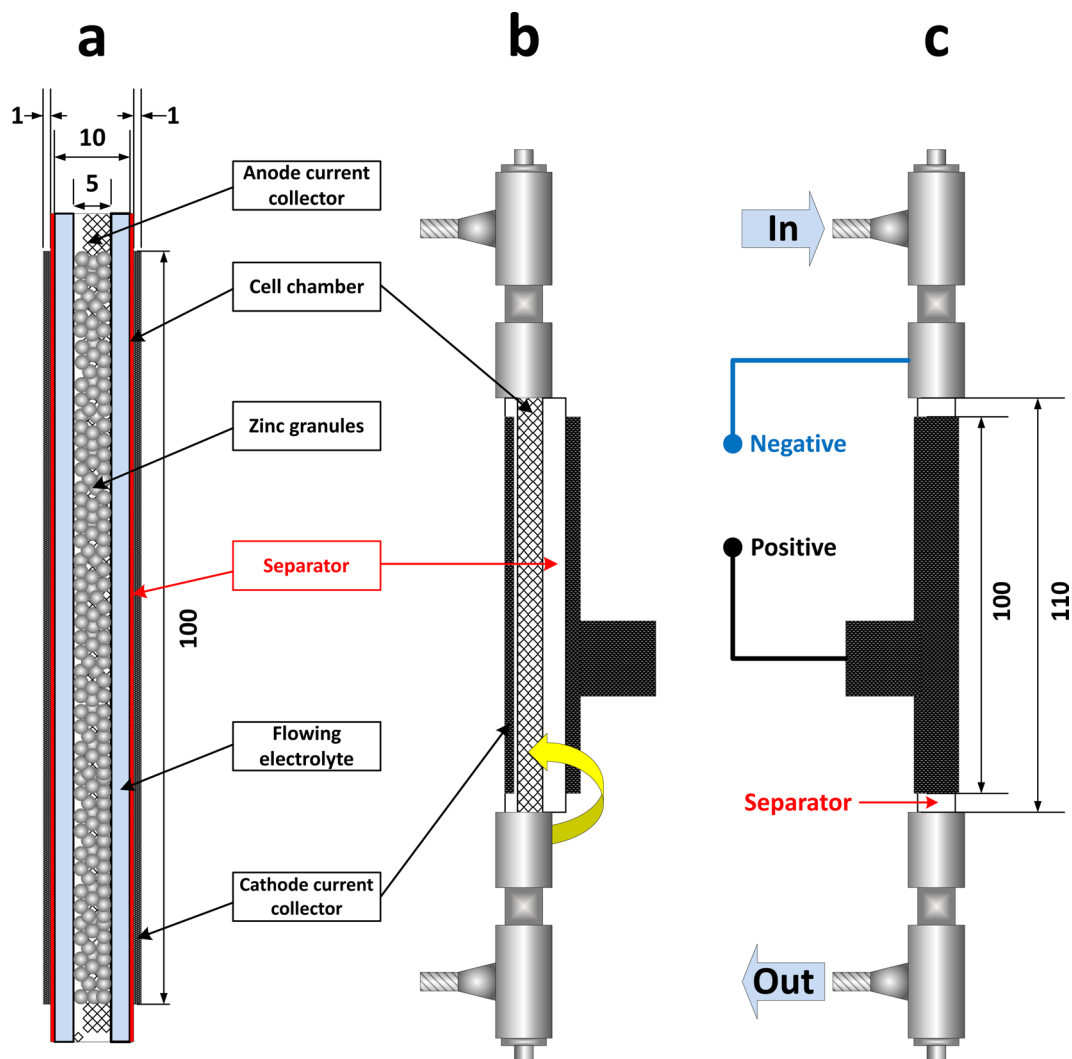 a
b
c
1
1
10
5
Anode current
collector
Cell chamber
Zinc granules
Separator
100
Flowing
electrolyte
Cathode current
collector
In
Negative
Positive
100
110
Separator
Out